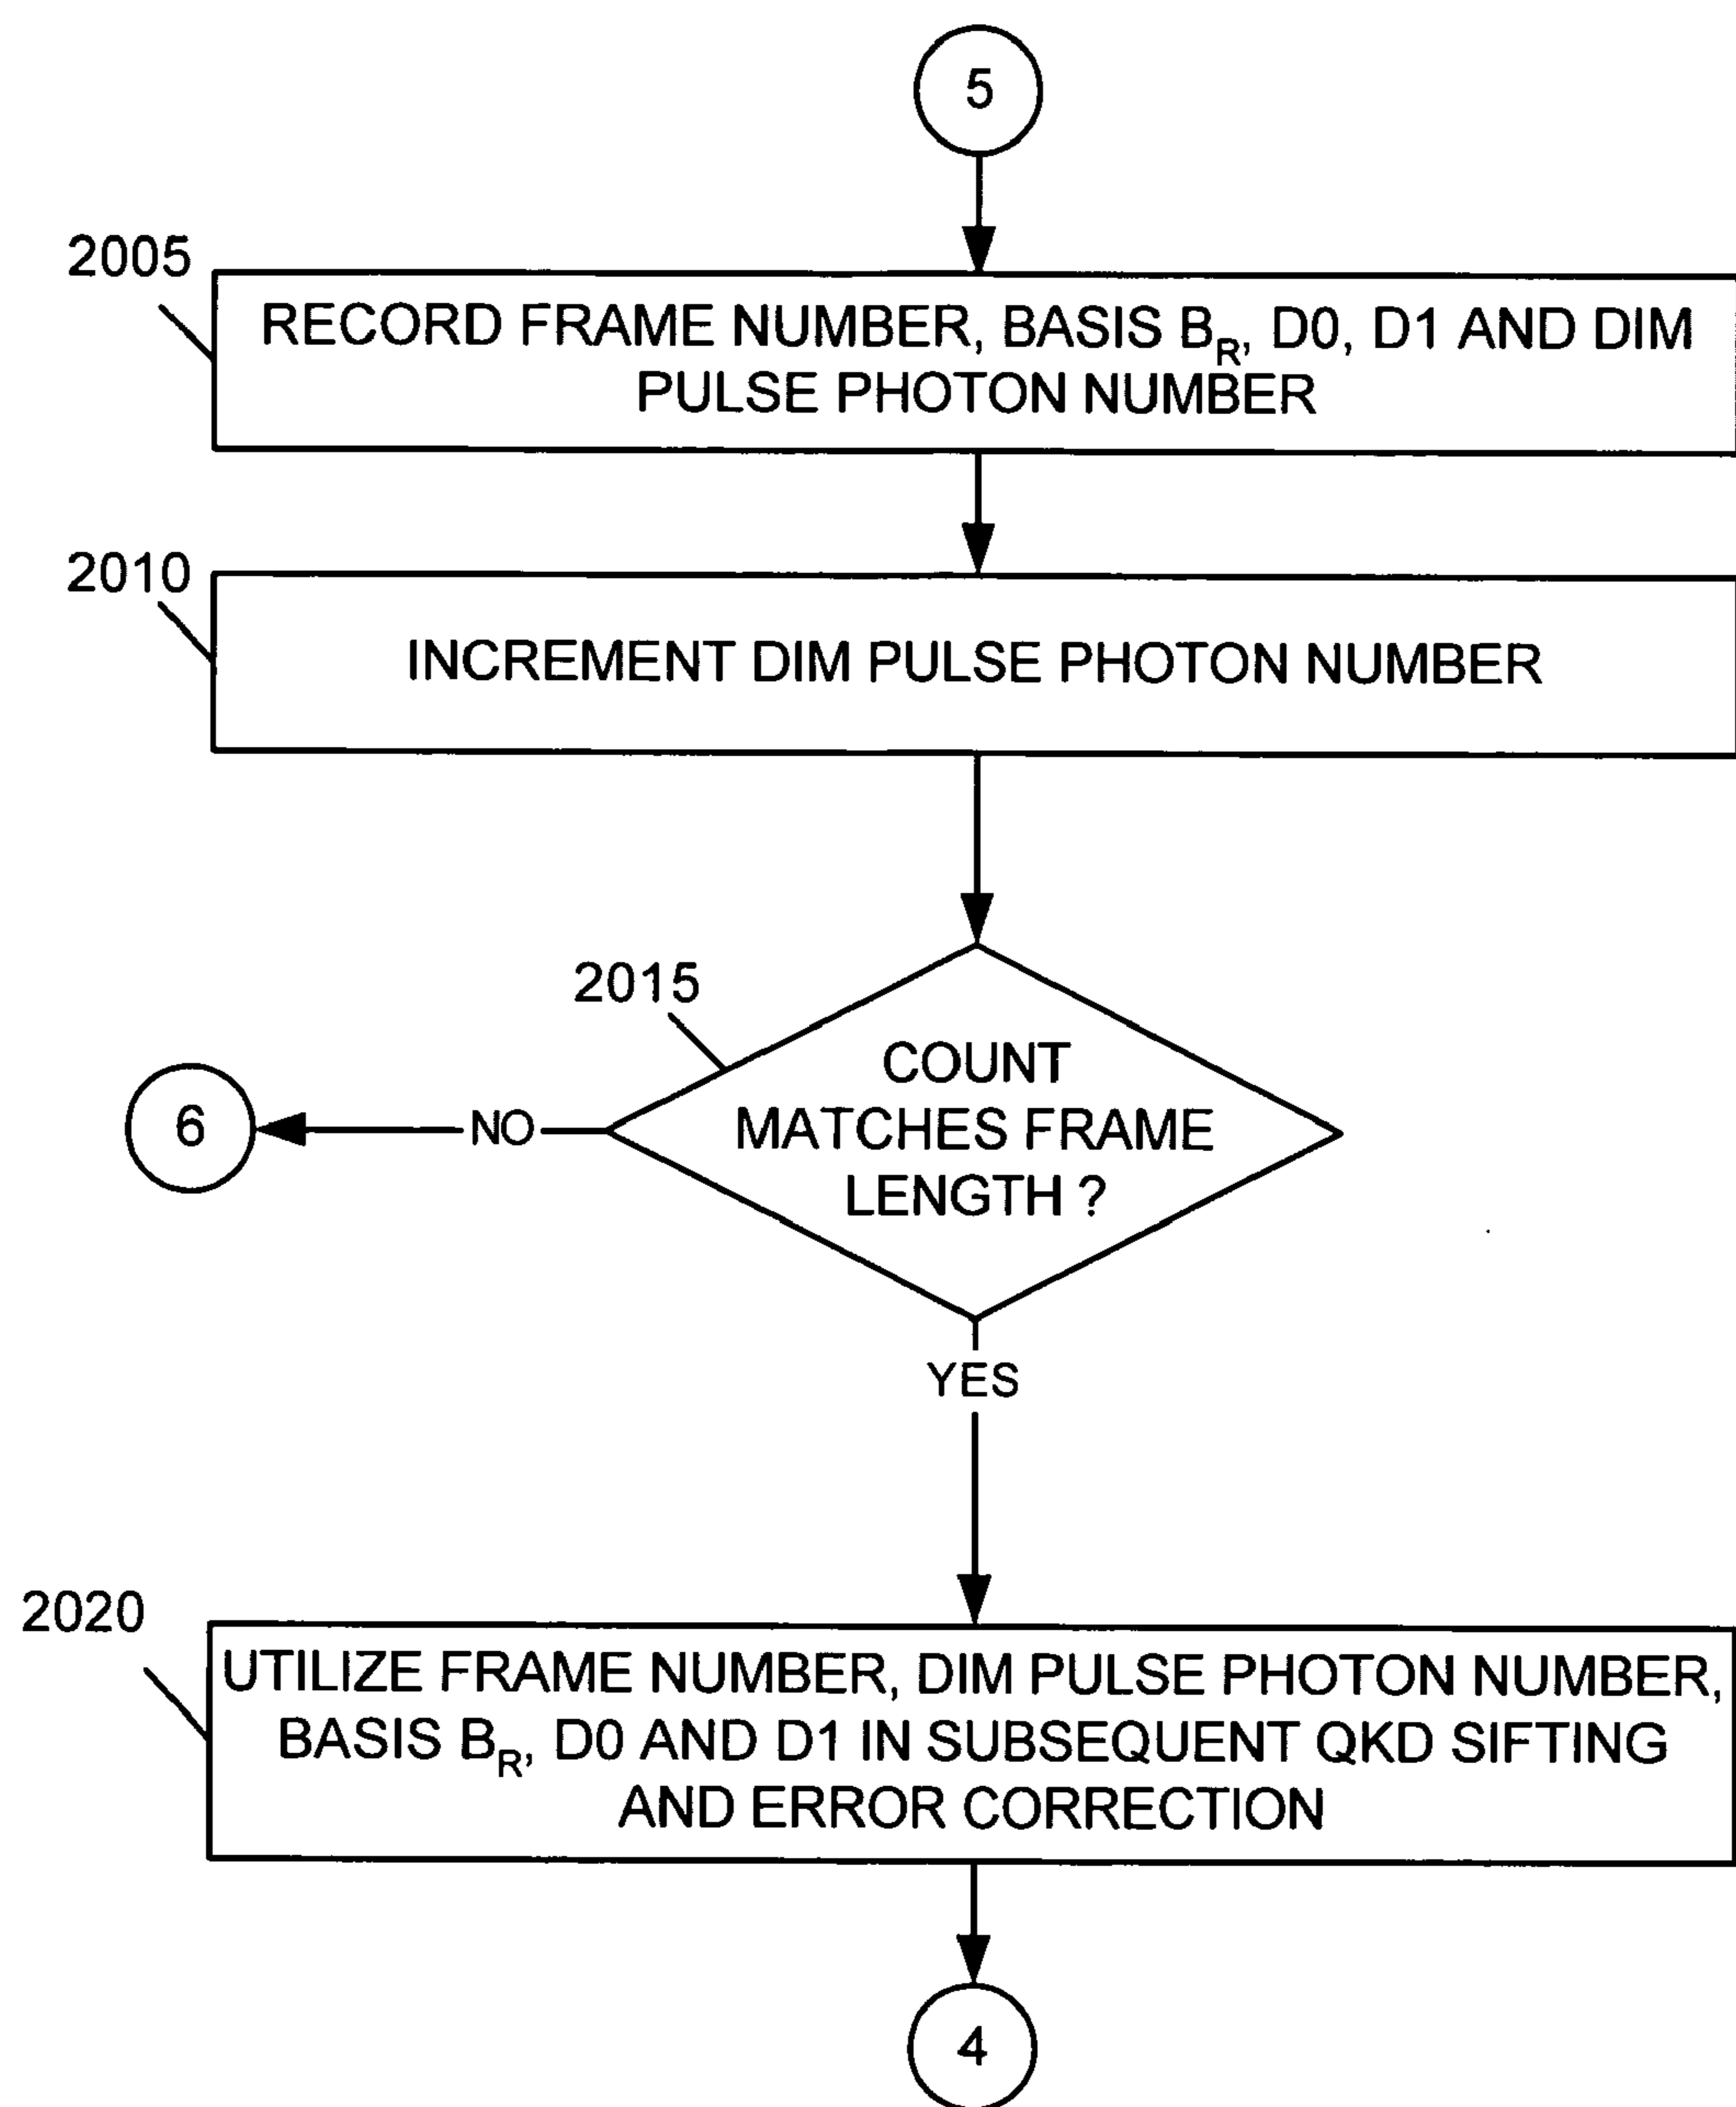 5
2005
RECORD FRAME NUMBER, BASIS B_R, D0, D1 AND DIM
PULSE PHOTON NUMBER
2010
INCREMENT DIM PULSE PHOTON NUMBER
2015
COUNT
MATCHES FRAME
LENGTH ?
NO
6
YES
2020
UTILIZE FRAME NUMBER, DIM PULSE PHOTON NUMBER,
BASIS B_R, D0 AND D1 IN SUBSEQUENT QKD SIFTING
AND ERROR CORRECTION
4